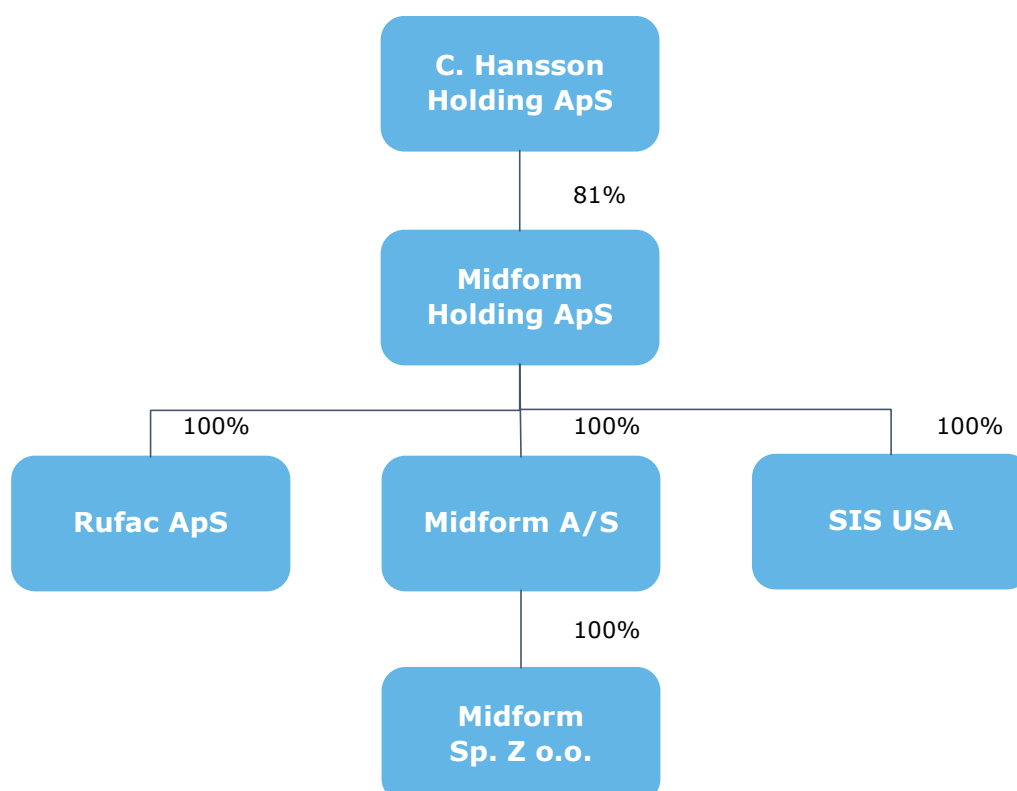 C. Hansson
Holding ApS
81%
Midform
Holding ApS
100%
100%
100%
Rufac ApS
Midform A/S
SIS USA
100%
Midform
Sp. Z o.o.